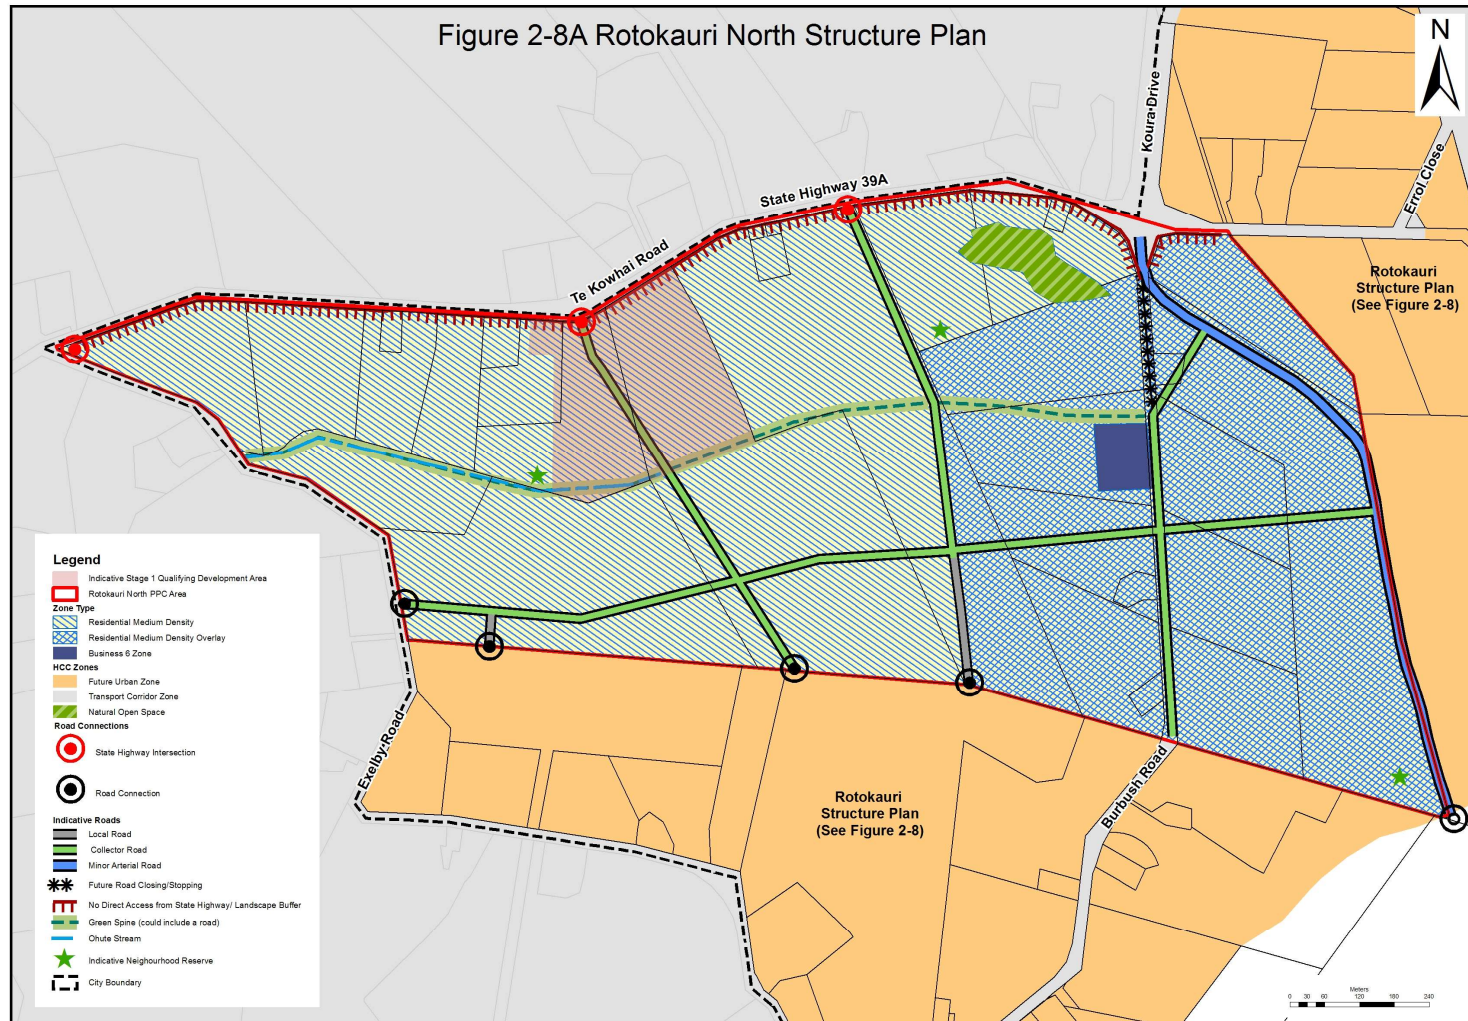 Figure 2-8A Rotokauri North Structure Plan
N
Koura Drive
Errol Close
State Highway 39A
Te Kowhai Road
Rotokauri
Structure Plan
(See Figure 2-8)
Legend
Indicative Stage 1 Qualifying Development Area
Rotokauri North PPC Area
Zone Type
Residential Medium Density
Residential Medium Density Overlay
Business 6 Zone
HCC Zones
Future Urban Zone
Transport Corridor Zone
Natural Open Space
Road Connections
State Highway Intersection
Road Connection
Indicative Roads
Local Road
Collector Road
Minor Arterial Road
Future Road Closing/Stopping
No Direct Access from State Highway/ Landscape Buffer
Green Spine (could include a road)
Ohute Stream
Indicative Neighourhood Reserve
City Boundary
Exelby Road
Rotokauri
Structure Plan
(See Figure 2-8)
Burbush Road
Meters
0 30 60 120 180 240